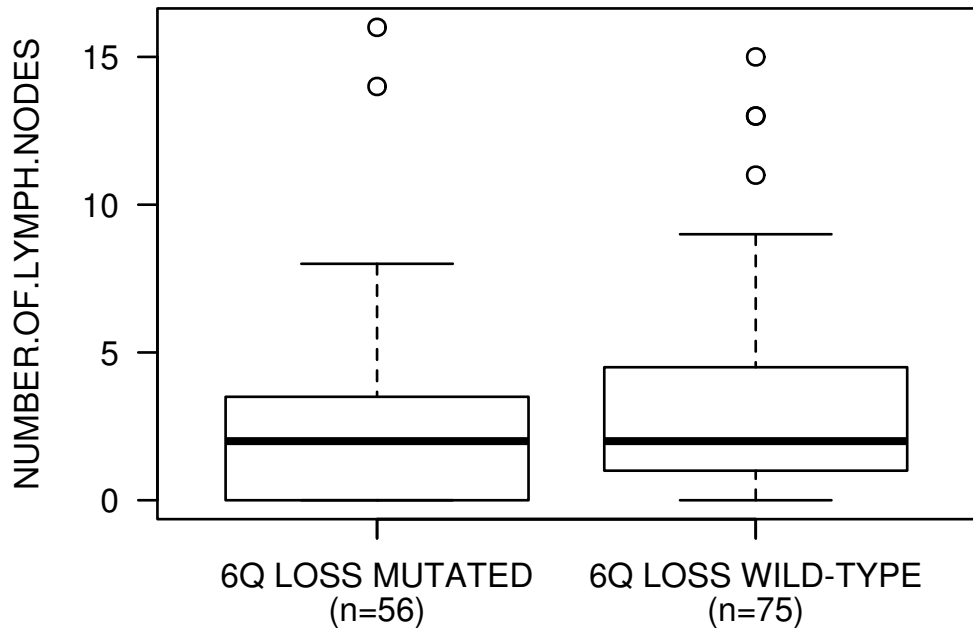 NUMBER.OF.LYMPH.NODES
15
10
5
0
6Q LOSS MUTATED
(n=56)
6Q LOSS WILD-TYPE
(n=75)